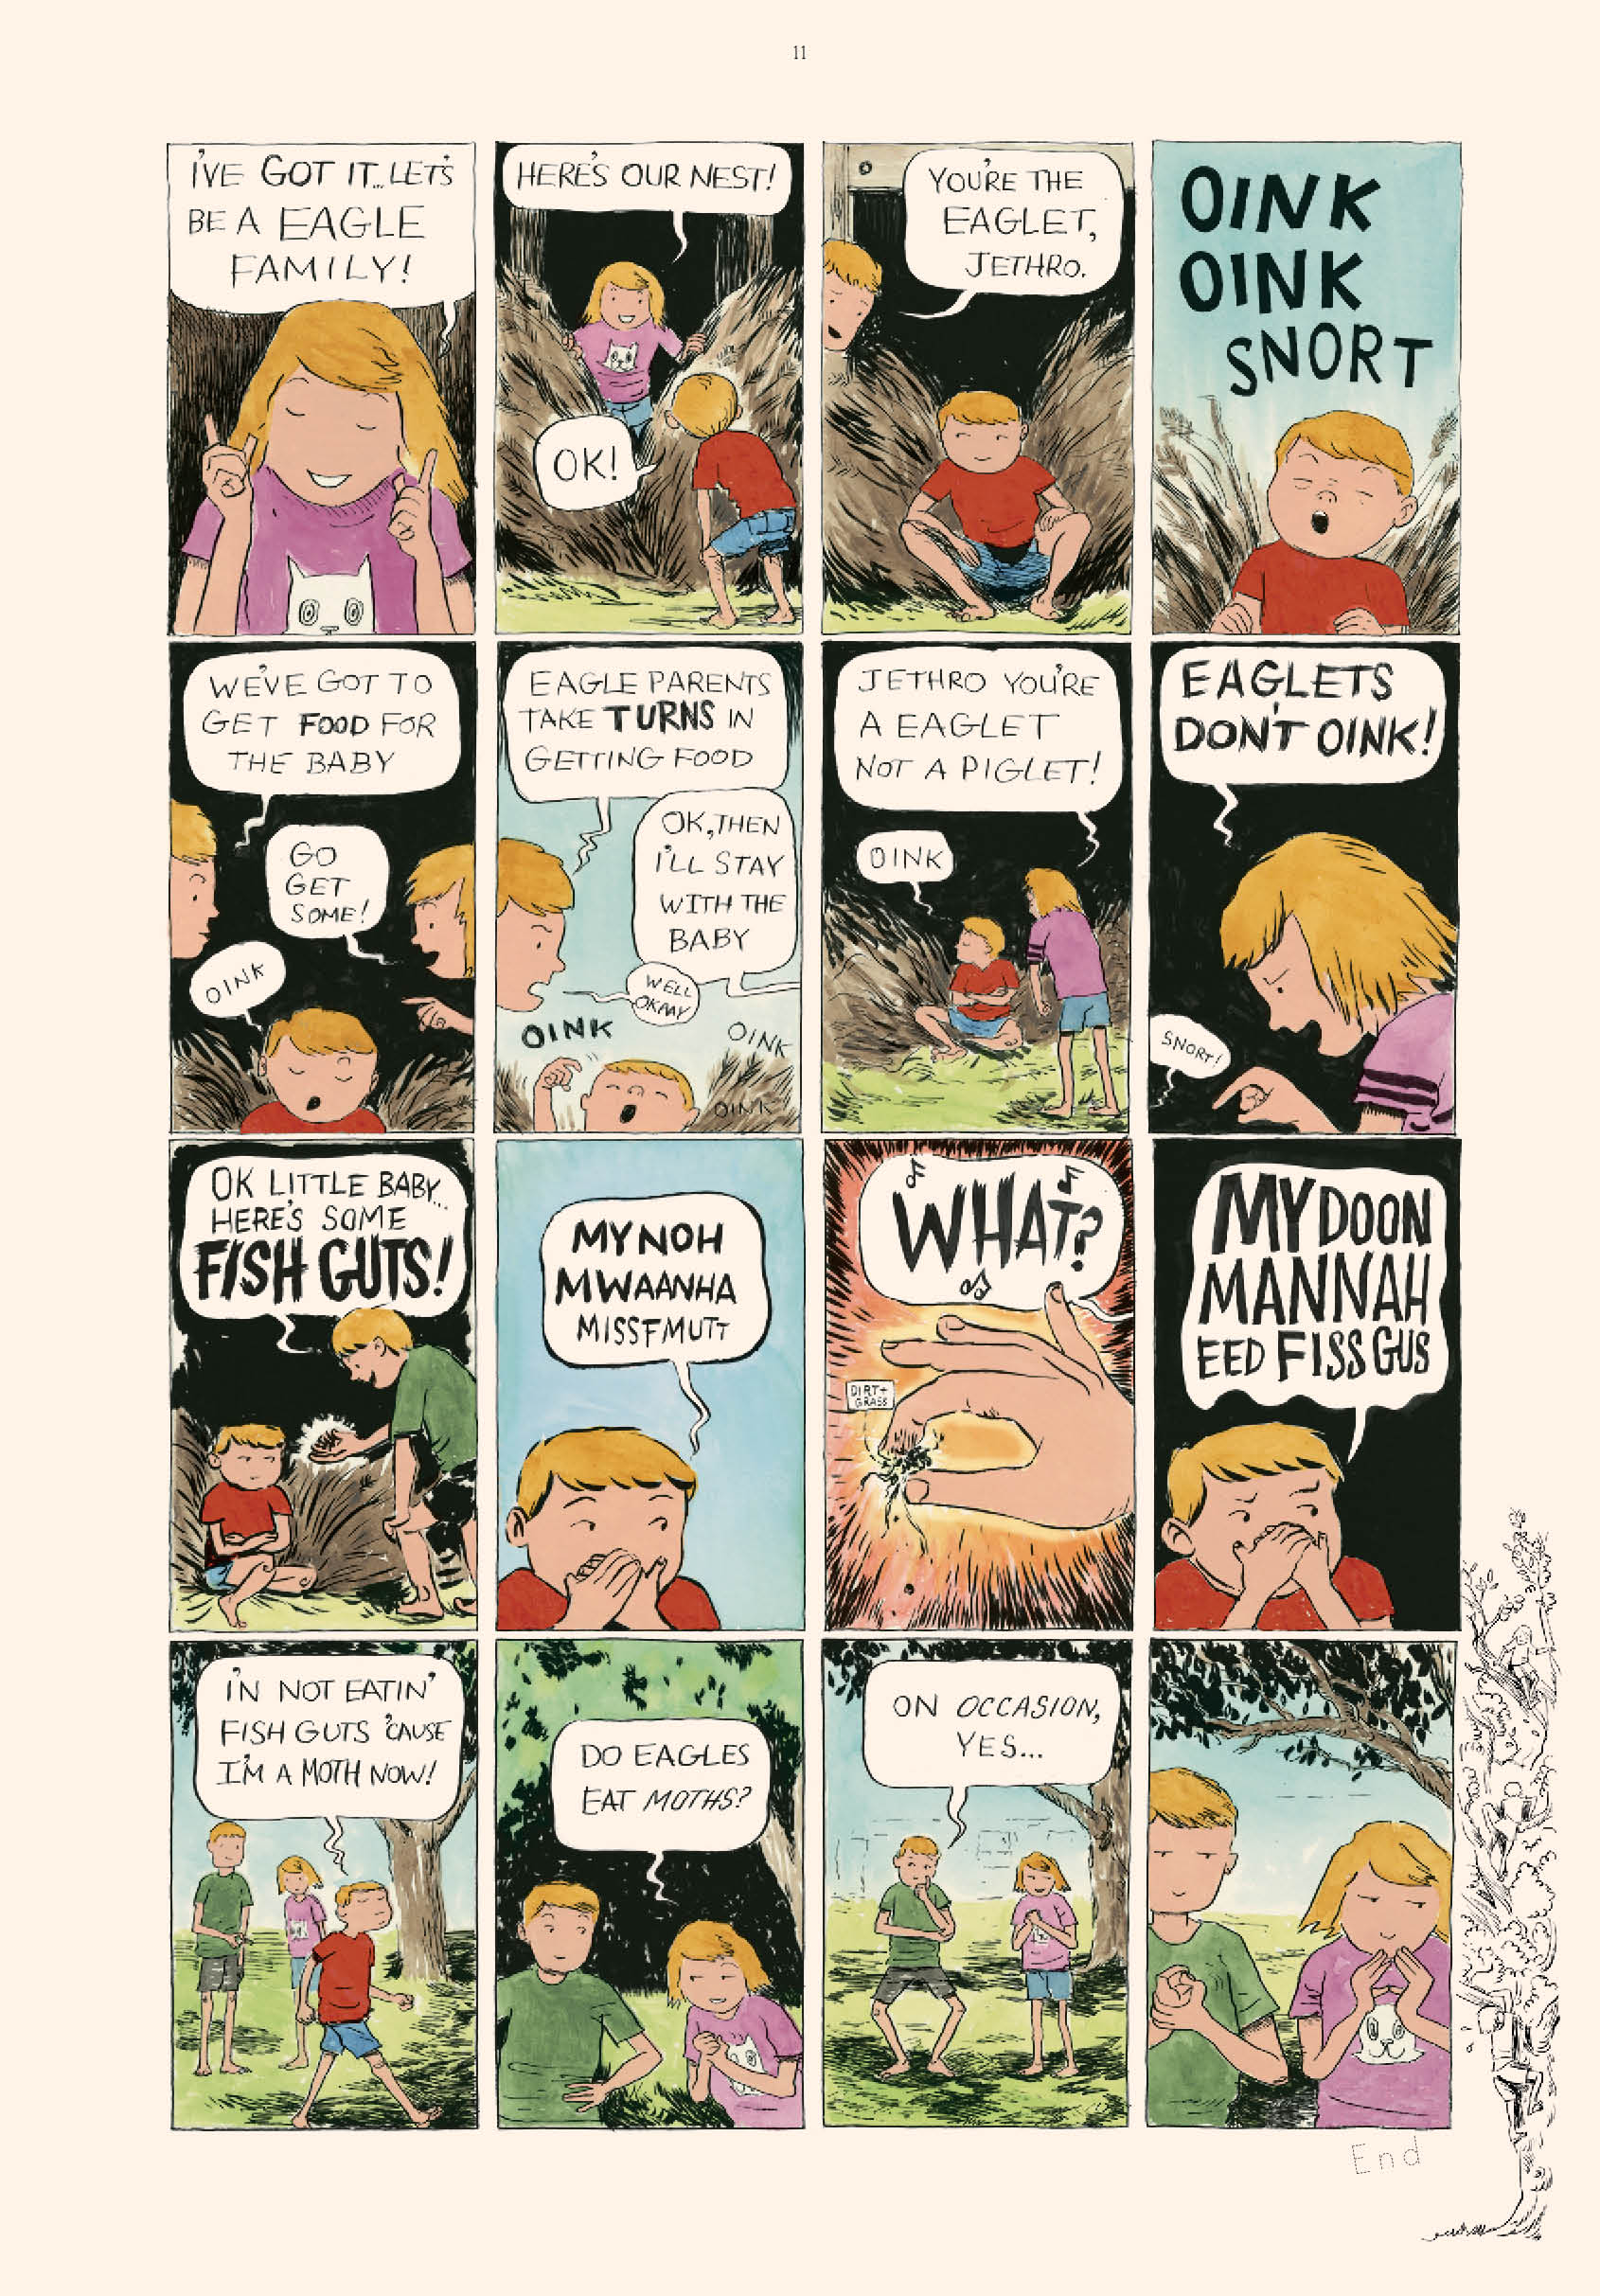 11
I'VE GOT IT... LET'S
BE A EAGLE
FAMILY!
HERE'S OUR NEST!
OK!
YOU'RE THE
EAGLET,
JETHRO.
OINK
OINK
SNORT
WE'VE GOT TO
GET FOOD FOR
THE BABY
GO
GET
SOME!
OINK
EAGLE PARENTS
TAKE TURNS IN
GETTING FOOD
OK, THEN
I'LL STAY
WITH THE
BABY
WELL
OKAAY
OINK
OINK
OINK
JETHRO YOU'RE
A EAGLET
NOT A PIGLET!
OINK
EAGLETS
DON'T OINK!
SNORT!
OK LITTLE BABY...
HERE'S SOME
FISH GUTS!
MY NOH
MWAANHA
MISSFMUTT
WHAT?
DIRT+
GRASS
MY DOON
MANNAH
EED FISS GUS
I'N NOT EATIN'
FISH GUTS 'CAUSE
I'M A MOTH NOW!
DO EAGLES
EAT MOTHS?
ON OCCASION,
YES...
End